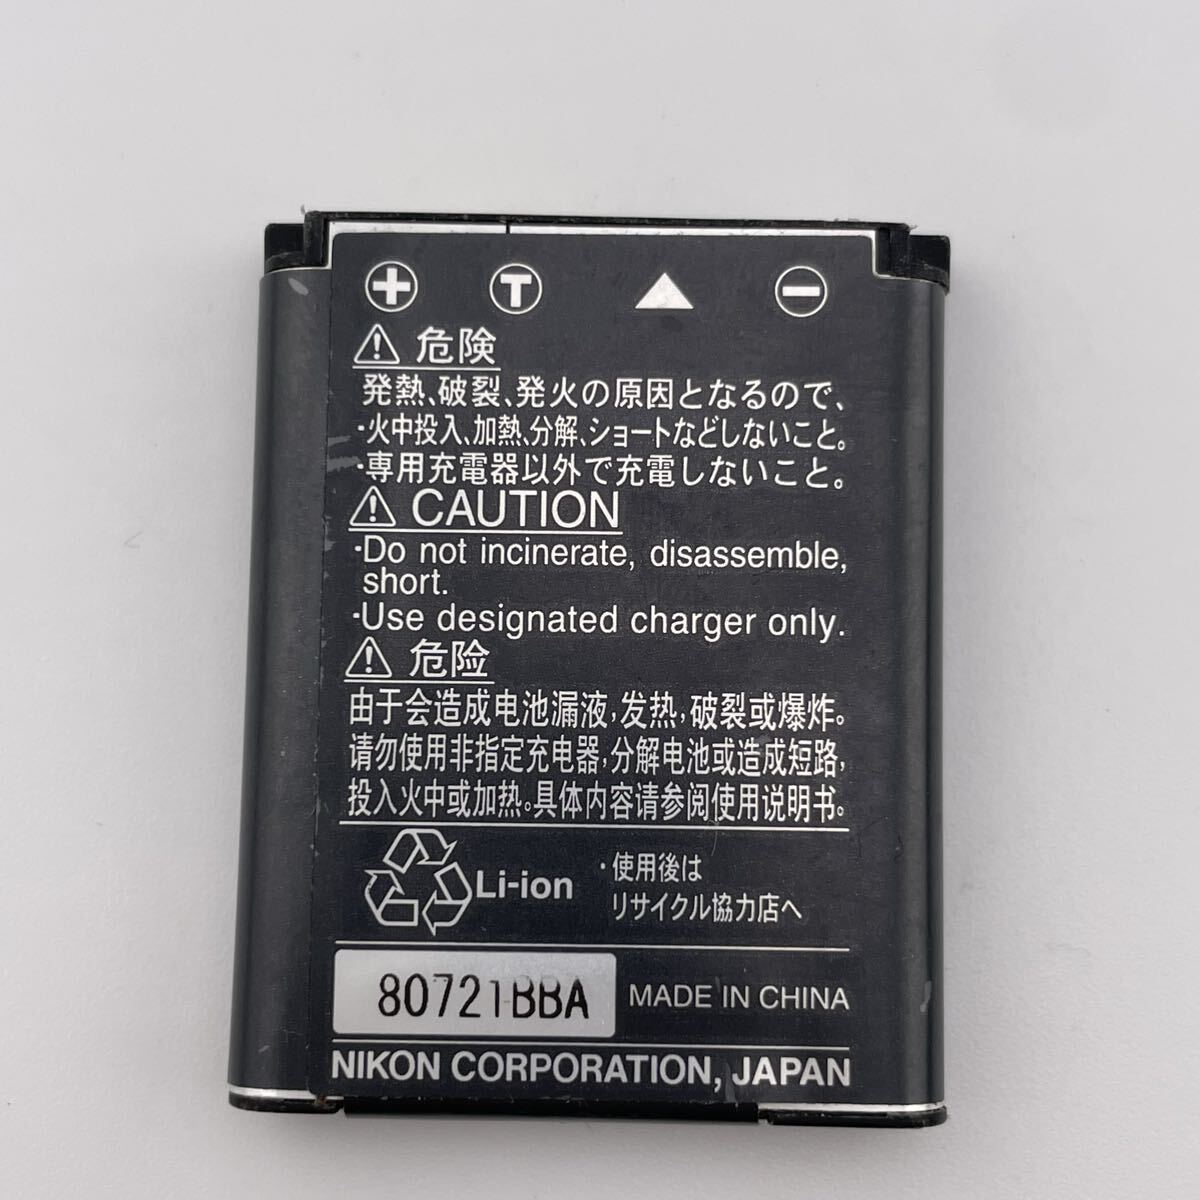 + T -
危険
発熱、破裂、発火の原因となるので、
・火中投入、加熱、分解、ショートなどしないこと。
・専用充電器以外で充電しないこと。
CAUTION
·Do not incinerate, disassemble,
short.
·Use designated charger only.
危险
由于会造成电池漏液,发热,破裂或爆炸。
请勿使用非指定充电器,分解电池或造成短路,
投入火中或加热。具体内容请参阅使用说明书。
Li-ion
・使用後は
リサイクル協力店へ
80721BBA
MADE IN CHINA
NIKON CORPORATION, JAPAN